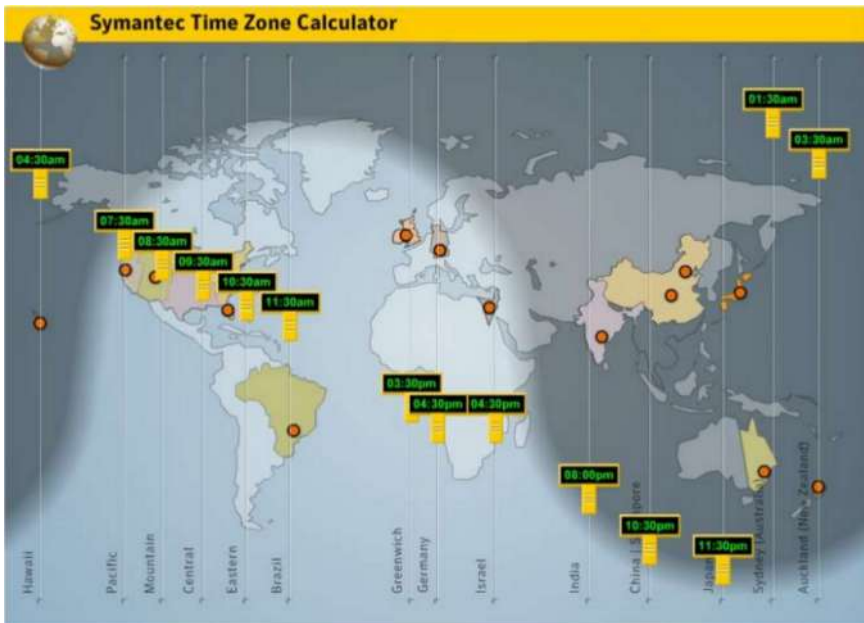 Symantec Time Zone Calculator
01:30am
03:30am
04:30am
07:30am
08:30am
09:30am
10:30am
11:30am
03:30pm
04:30pm
04:30pm
08:00pm
10:30pm
11:30pm
Hawaii
Pacific
Mountain
Central
Eastern
Brazil
Greenwich
Germany
Israel
India
China |
Japan
Sydney (Australia)
Auckland (New Zealand)